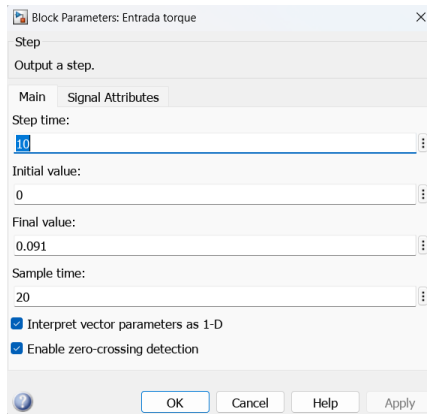 Block Parameters: Entrada torque
Step
Output a step.
Main Signal Attributes
Step time:
10
Initial value:
0
Final value:
0.091
Sample time:
20
Interpret vector parameters as 1-D
Enable zero-crossing detection
OK Cancel Help Apply